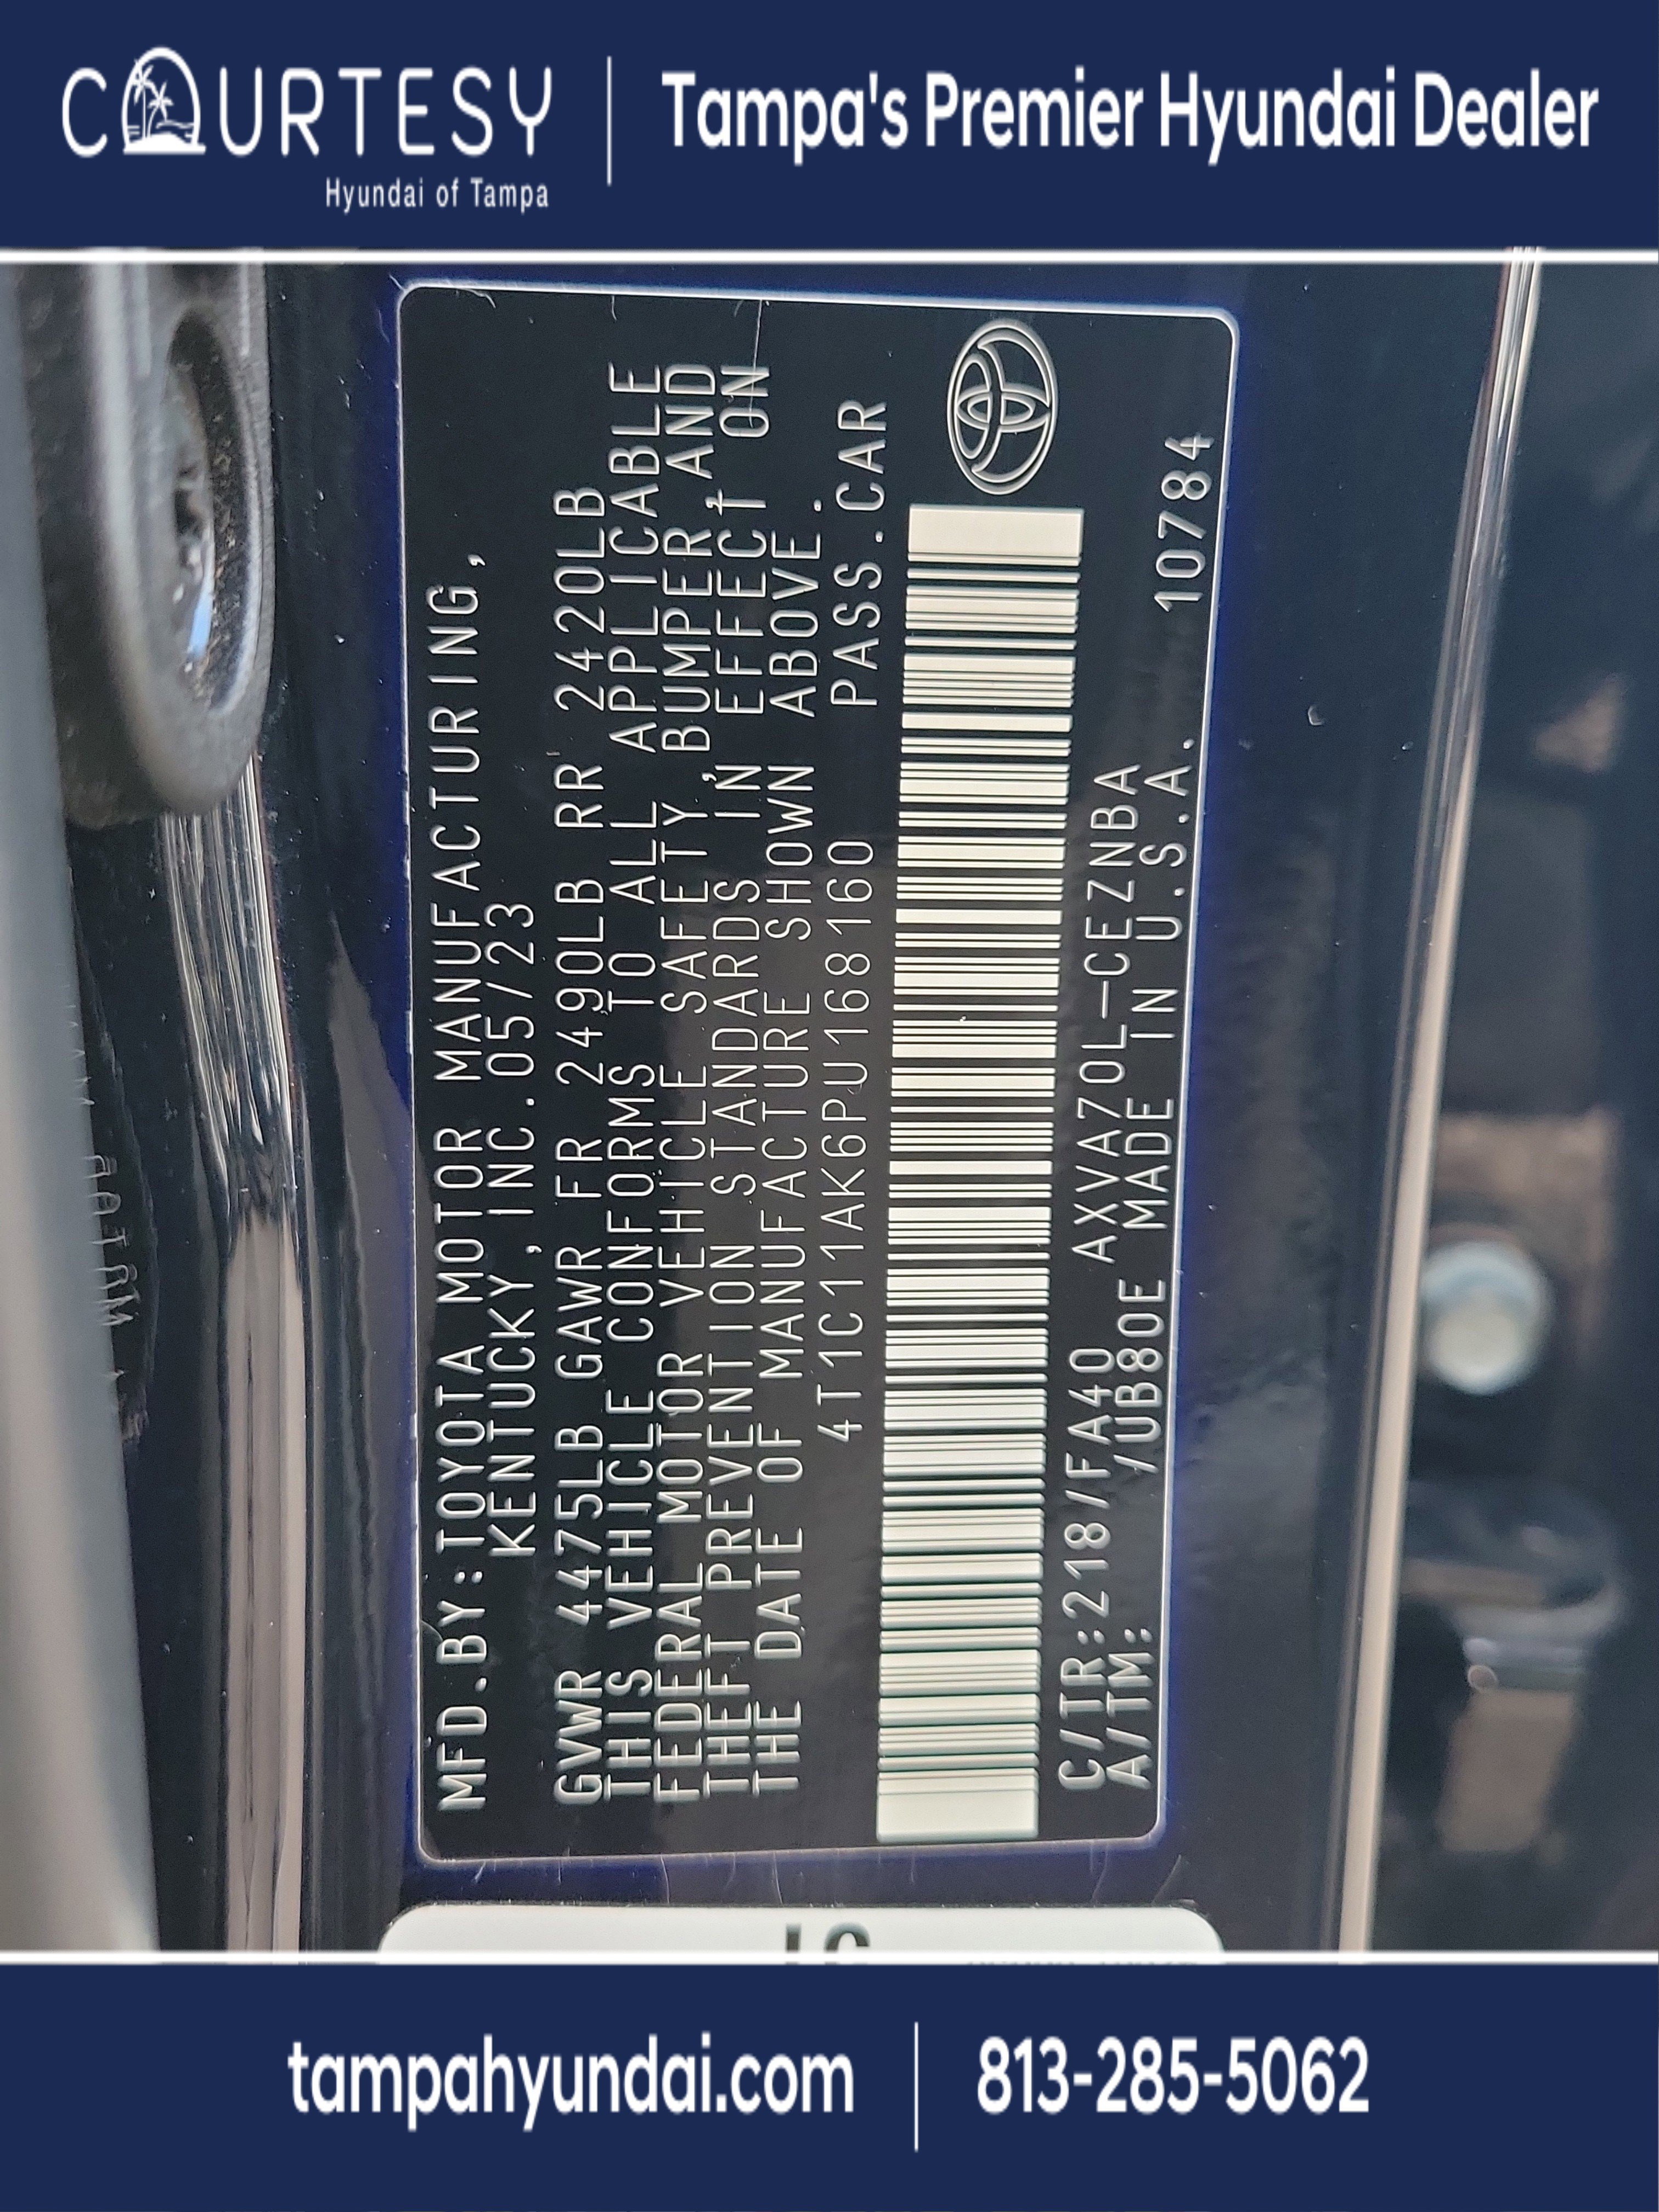 COURTESY
Hyundai of Tampa
Tampa's Premier Hyundai Dealer
MFD.BY:TOYOTA MOTOR MANUFACTURING,
KENTUCKY, INC.05/23
GVWR 4475LB GAWR FR 2490LB RR 2420LB
THIS VEHICLE CONFORMS TO ALL APPLICABLE
FEDERAL MOTOR VEHICLE SAFETY, BUMPER, AND
THEFT PREVENTION STANDARDS IN EFFECT ON
THE DATE OF MANUFACTURE SHOWN ABOVE.
4T1C11AK6PU168160 PASS.CAR
C/TR:218/FA40 AXVA70L-CEZNBA
A/TM: /UB80E MADE IN U.S.A. 10784
tampahyundai.com
813-285-5062